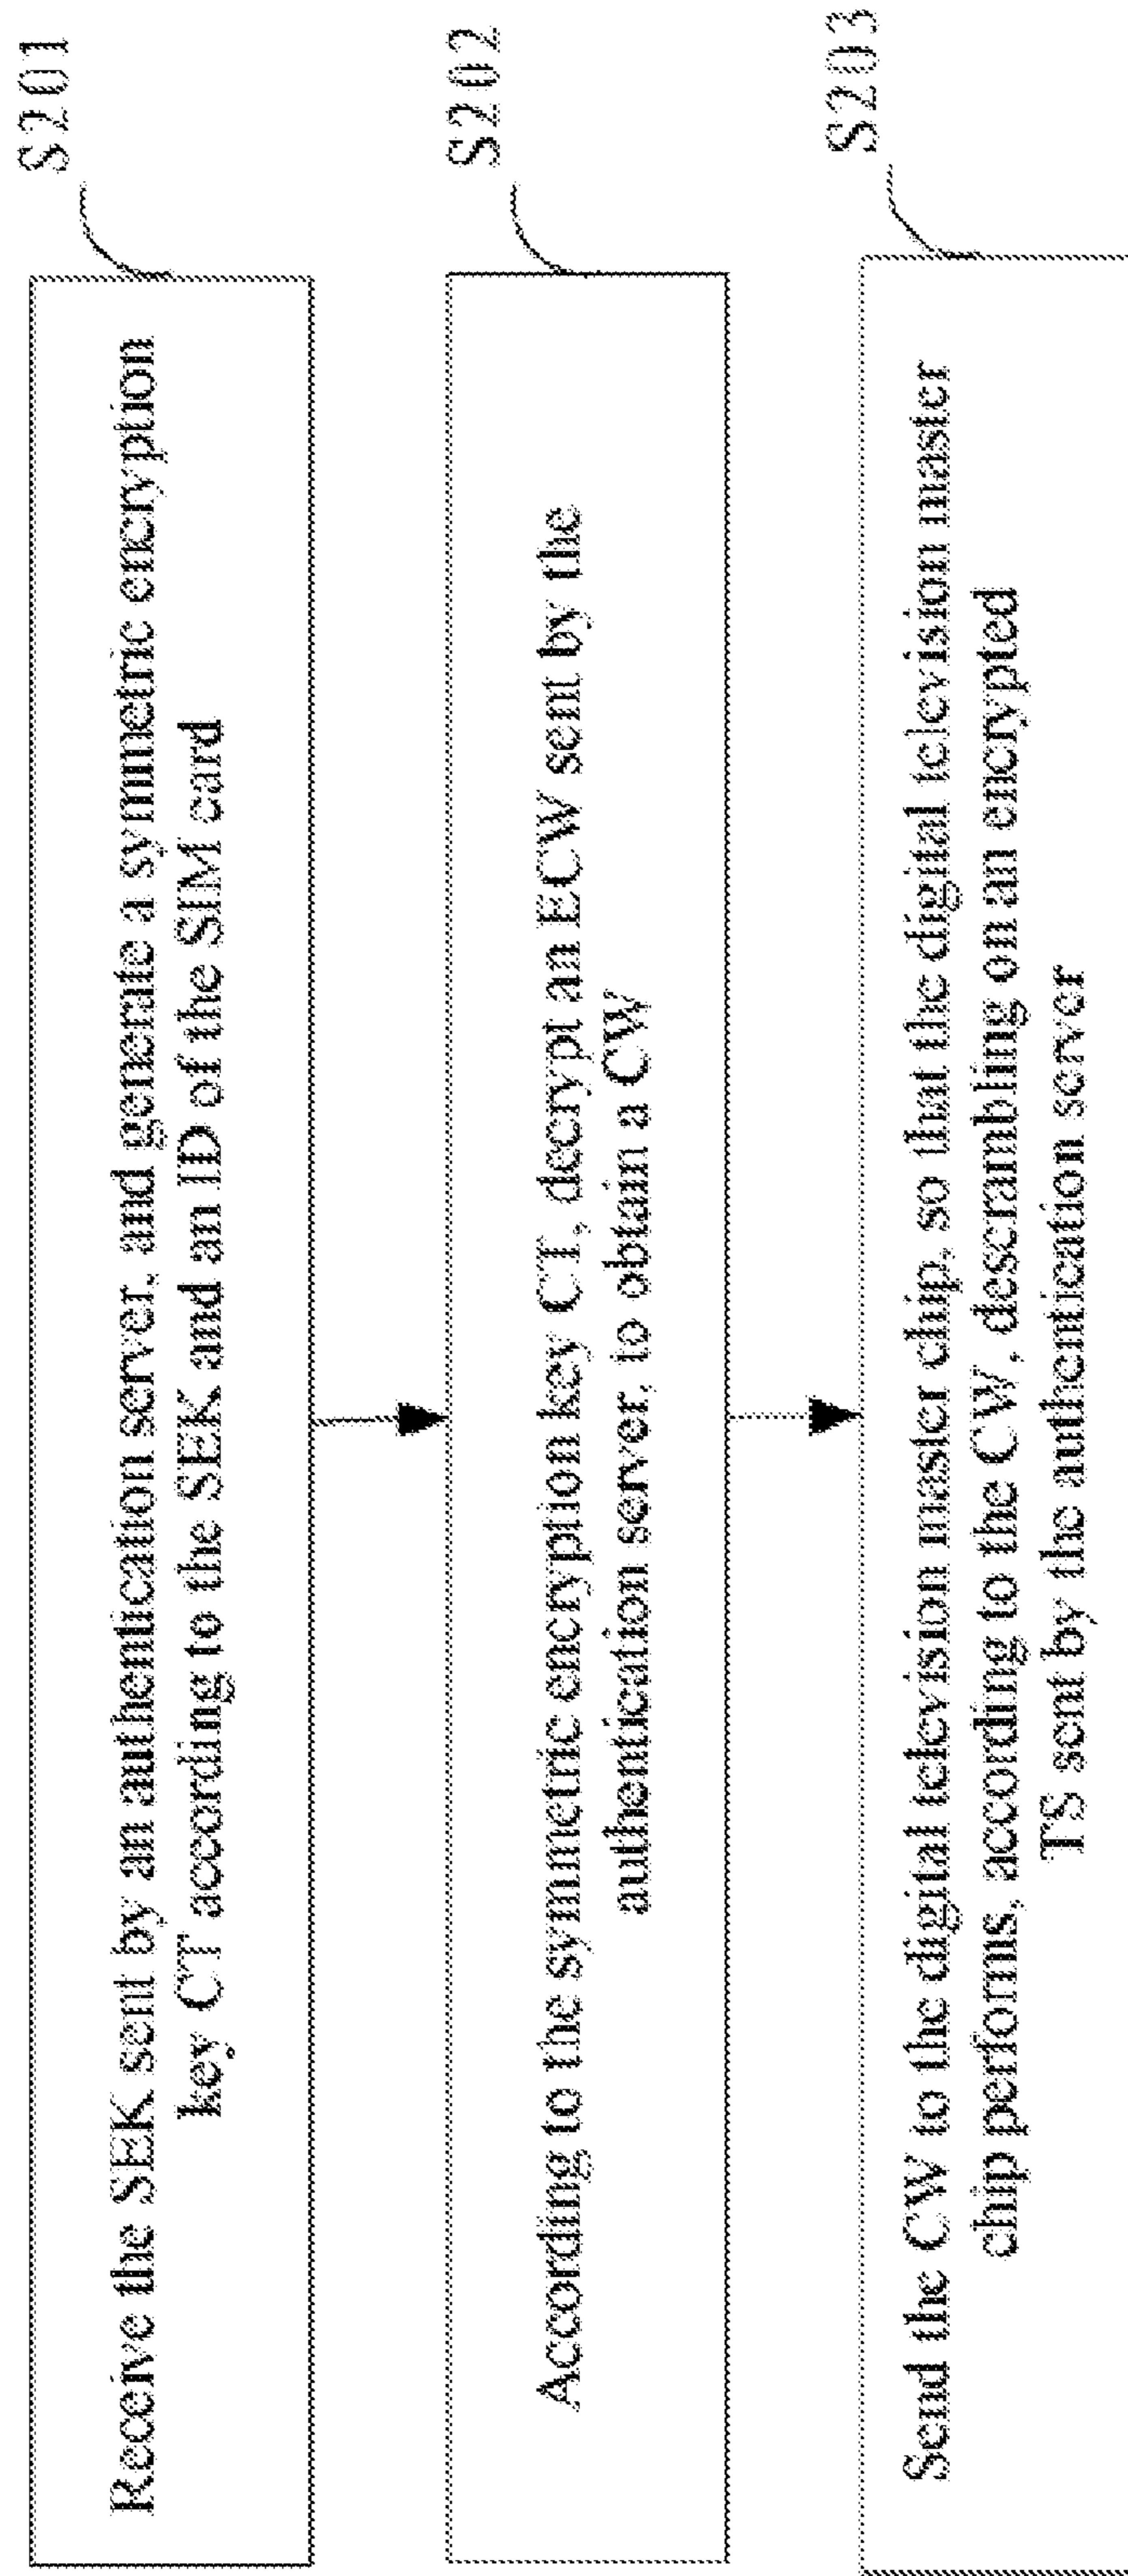 S201
Receive the SEK sent by an authentication server, and generate a symmetric encryption
key CT according to the SEK and an ID of the SIM card
S202
According to the symmetric encryption key CT, decrypt an ECW sent by the
authentication server, to obtain a CW
S203
Send the CW to the digital television master chip, so that the digital television master
chip performs, according to the CW, descrambling on an encrypted
TS sent by the authentication server